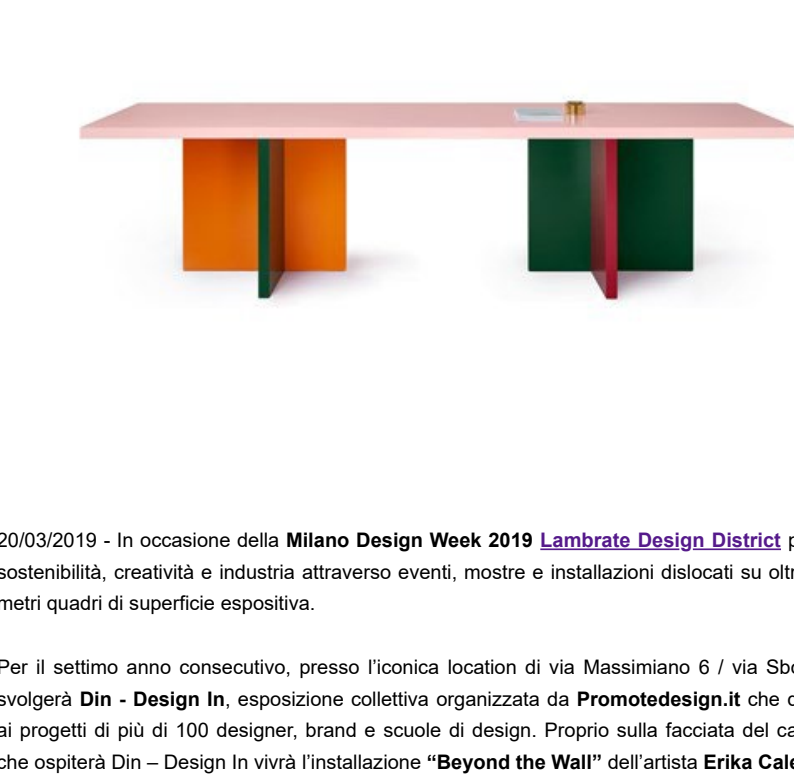 20/03/2019 - In occasione della Milano Design Week 2019 Lambrate Design District
sostenibilità, creatività e industria attraverso eventi, mostre e installazioni dislocati su
metri quadri di superficie espositiva.
Per il settimo anno consecutivo, presso l’iconica location di via Massimiano 6 / via
svolgerà Din - Design In, esposizione collettiva organizzata da Promotedesign.it che
ai progetti di più di 100 designer, brand e scuole di design. Proprio sulla facciata del
che ospiterà Din – Design In vivrà l’installazione “Beyond the Wall” dell’artista Erika